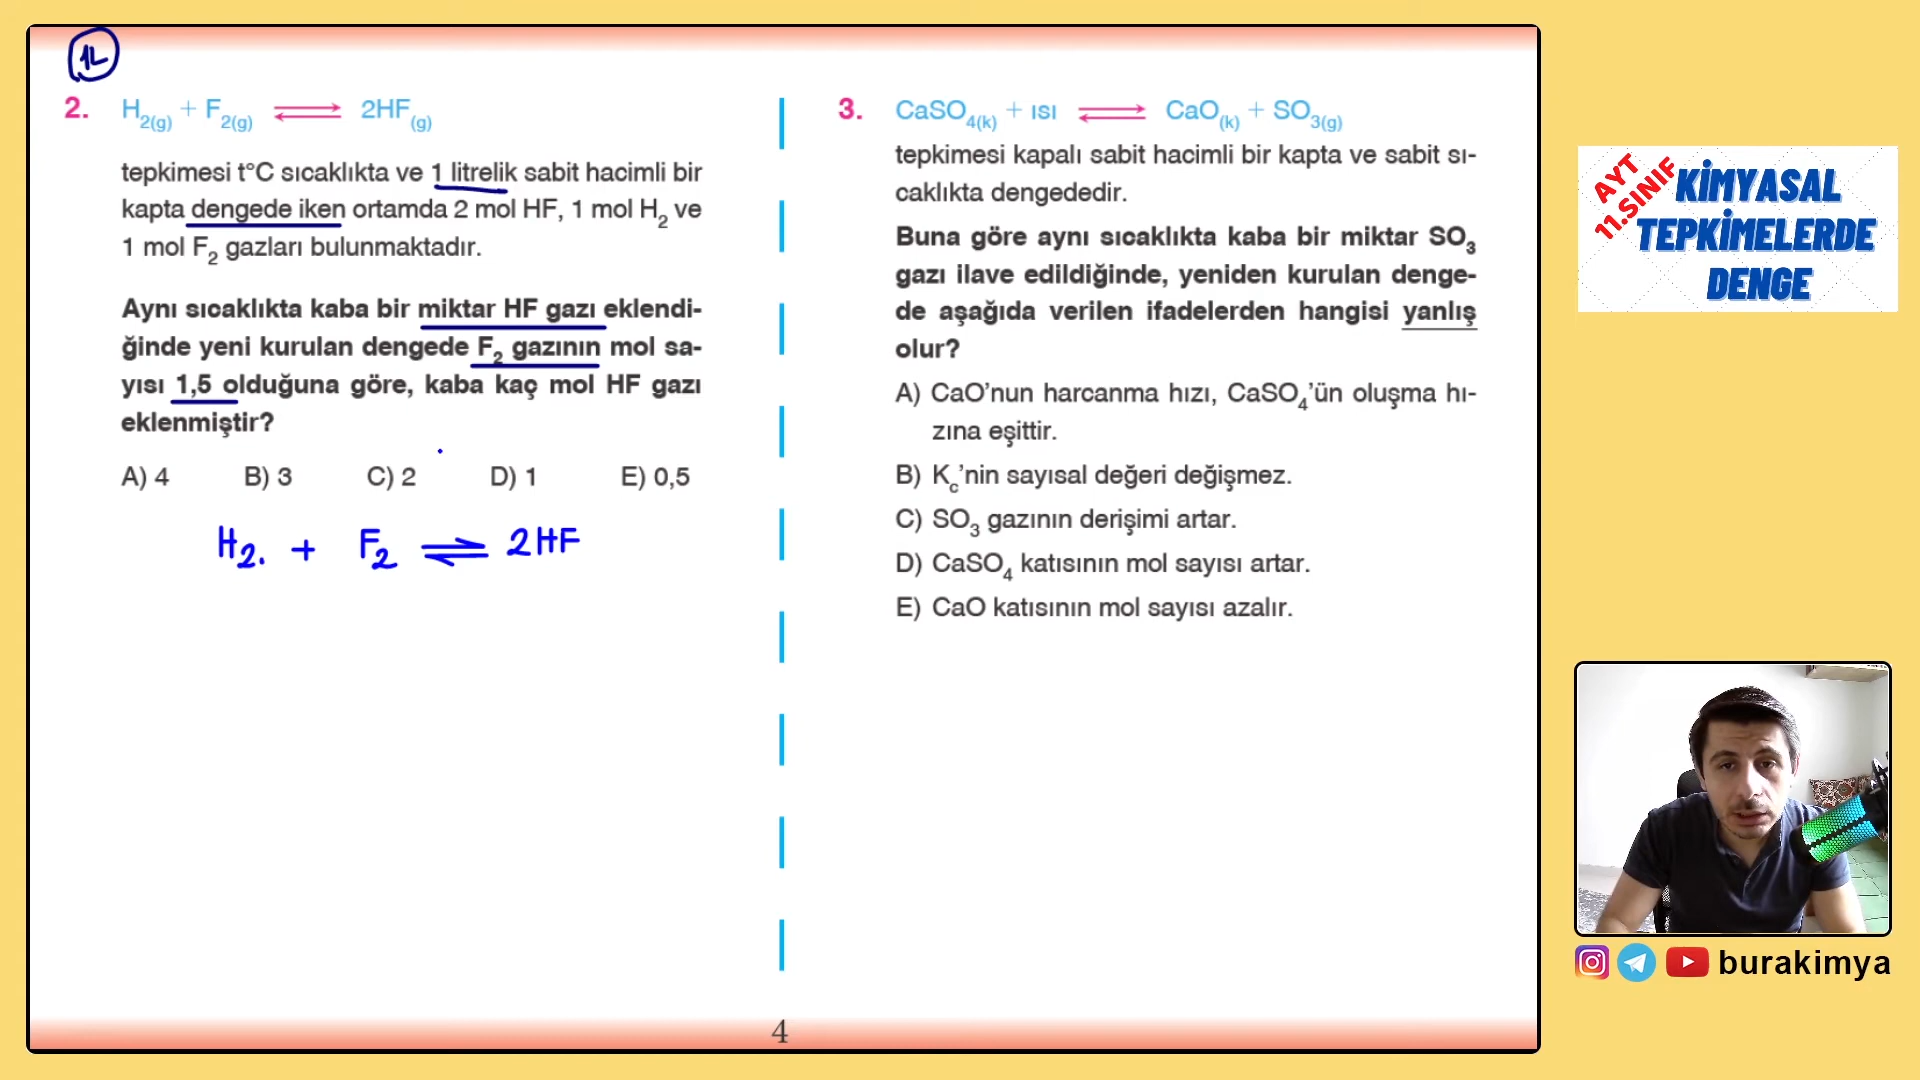 1L
2. H2(g) + F2(g) ⇌ 2HF(g)
tepkimesi t°C sıcaklıkta ve 1 litrelik sabit hacimli bir
kapta dengede iken ortamda 2 mol HF, 1 mol H2 ve
1 mol F2 gazları bulunmaktadır.
Aynı sıcaklıkta kaba bir miktar HF gazı eklendi-
ğinde yeni kurulan dengede F2 gazının mol sa-
yısı 1,5 olduğuna göre, kaba kaç mol HF gazı
eklenmiştir?
A) 4 B) 3 C) 2 D) 1 E) 0,5
H2. + F2 ⇌ 2HF
3. CaSO4(k) + ısı ⇌ CaO(k) + SO3(g)
tepkimesi kapalı sabit hacimli bir kapta ve sabit sı-
caklıkta dengededir.
Buna göre aynı sıcaklıkta kaba bir miktar SO3
gazı ilave edildiğinde, yeniden kurulan denge-
de aşağıda verilen ifadelerden hangisi yanlış
olur?
A) CaO’nun harcanma hızı, CaSO4’ün oluşma hı-
zına eşittir.
B) Kc’nin sayısal değeri değişmez.
C) SO3 gazının derişimi artar.
D) CaSO4 katısının mol sayısı artar.
E) CaO katısının mol sayısı azalır.
4
AYT
11.SINIF
KİMYASAL
TEPKİMELERDE
DENGE
burakimya